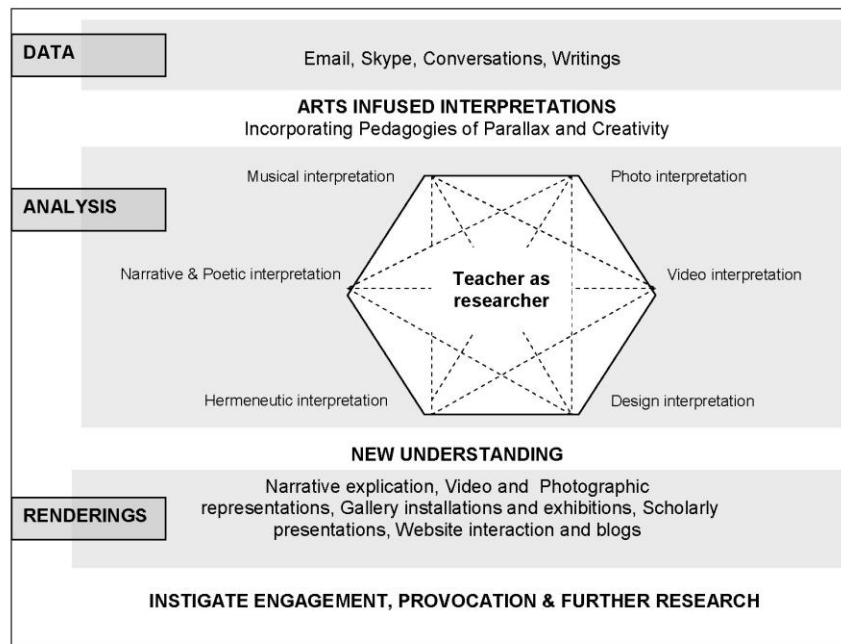 DATA
Email, Skype, Conversations, Writings
ARTS INFUSED INTERPRETATIONS
Incorporating Pedagogies of Parallax and Creativity
Musical interpretation
Photo interpretation
ANALYSIS
Narrative & Poetic interpretation
Teacher as
researcher
Video interpretation
Hermeneutic interpretation
Design interpretation
NEW UNDERSTANDING
RENDERINGS
Narrative explication, Video and Photographic
representations, Gallery installations and exhibitions, Scholarly
presentations, Website interaction and blogs
INSTIGATE ENGAGEMENT, PROVOCATION & FURTHER RESEARCH